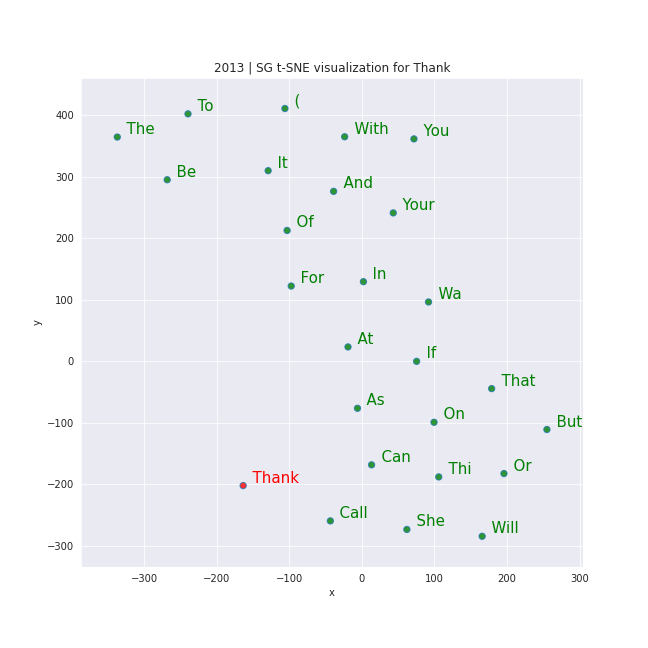 2013 | SG t-SNE visualization for Thank
400
300
200
100
0
−100
−200
−300
y
To
(
The
With
You
It
Be
And
Your
Of
For
In
Wa
At
If
That
As
On
But
Can
Thi
Or
Thank
Call
She
Will
−300
−200
−100
0
100
200
300
x